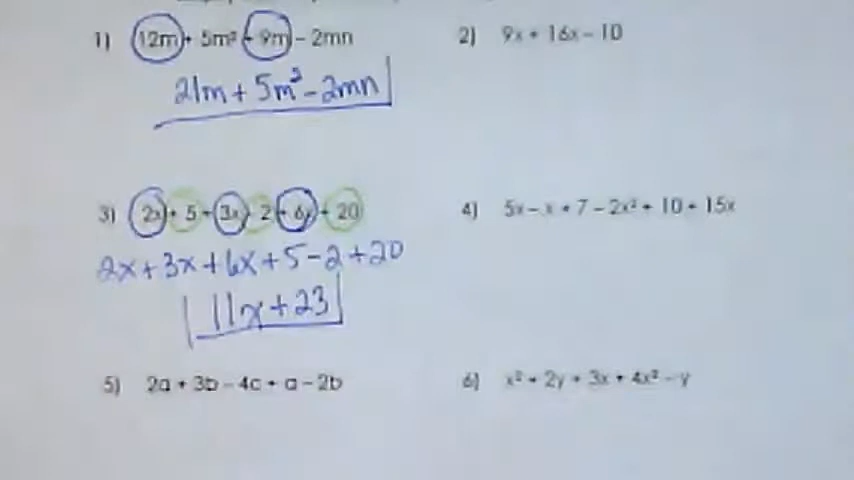 1) 12m + 5m² + 9m - 2mn
2) 9x + 16x - 10
21m + 5m² - 2mn
3) 2x + 5 + 3x - 2 + 6x + 20
4) 5x - x + 7 - 2x² + 10 + 15x
2x + 3x + 6x + 5 - 2 + 20
11x + 23
5) 2a + 3b - 4c + a - 2b
6) x² + 2y + 3x + 4x² - y